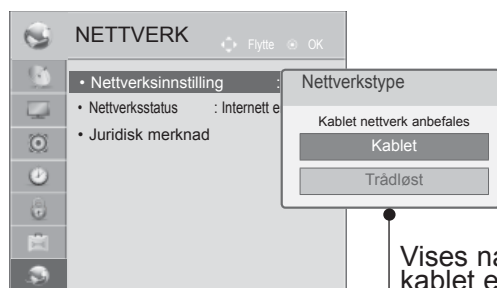 NETTVERK
Flytte OK
• Nettverksinnstilling :
• Nettverksstatus : Internett e
• Juridisk merknad
Nettverkstype
Kablet nettverk anbefales
Kablet
Trådløst
Vises
kablet